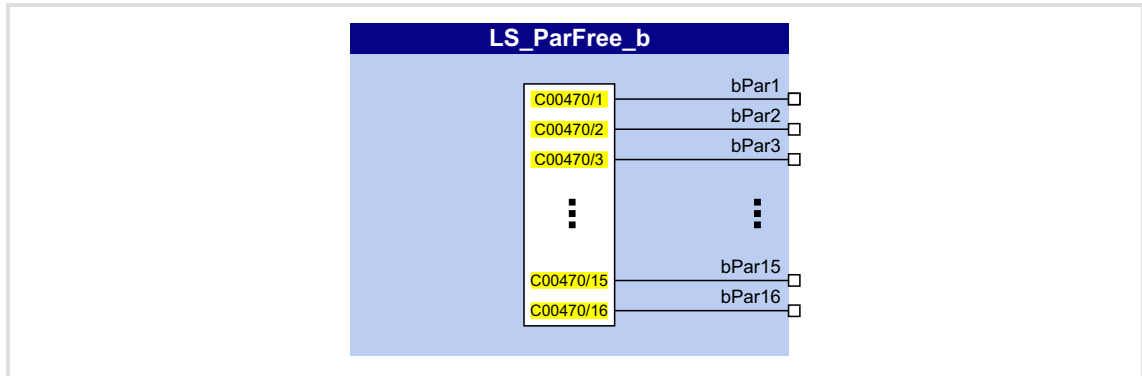 LS_ParFree_b
C00470/1 bPar1
C00470/2 bPar2
C00470/3 bPar3
C00470/15 bPar15
C00470/16 bPar16